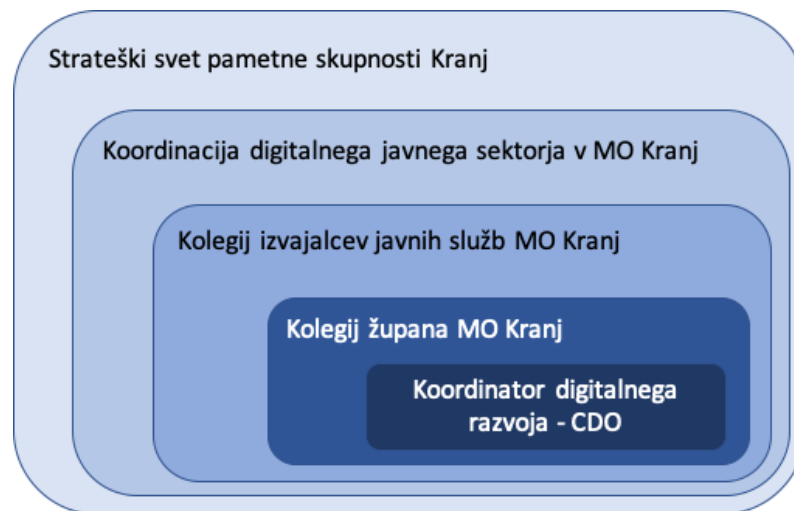 Strateški svet pametne skupnosti Kranj
Koordinacija digitalnega javnega sektorja v MO Kranj
Kolegij izvajalcev javnih služb MO Kranj
Kolegij župana MO Kranj
Koordinator digitalnega
razvoja - CDO